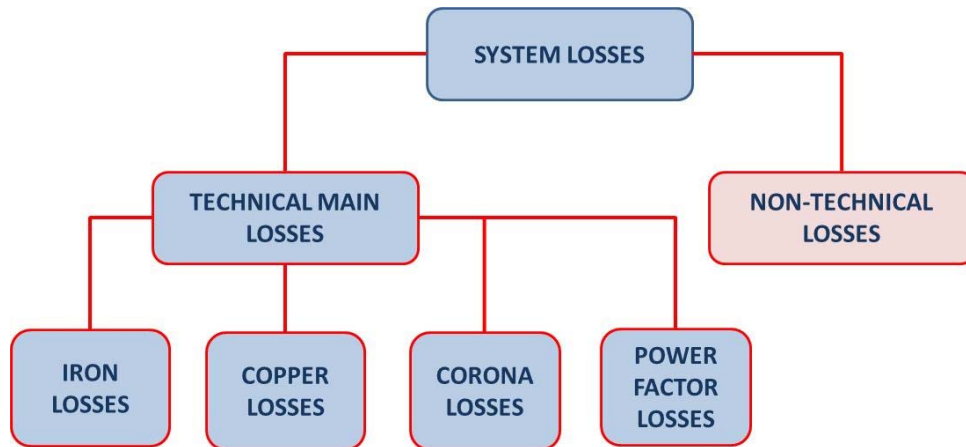 SYSTEM LOSSES
TECHNICAL MAIN
LOSSES
NON-TECHNICAL
LOSSES
IRON
LOSSES
COPPER
LOSSES
CORONA
LOSSES
POWER
FACTOR
LOSSES